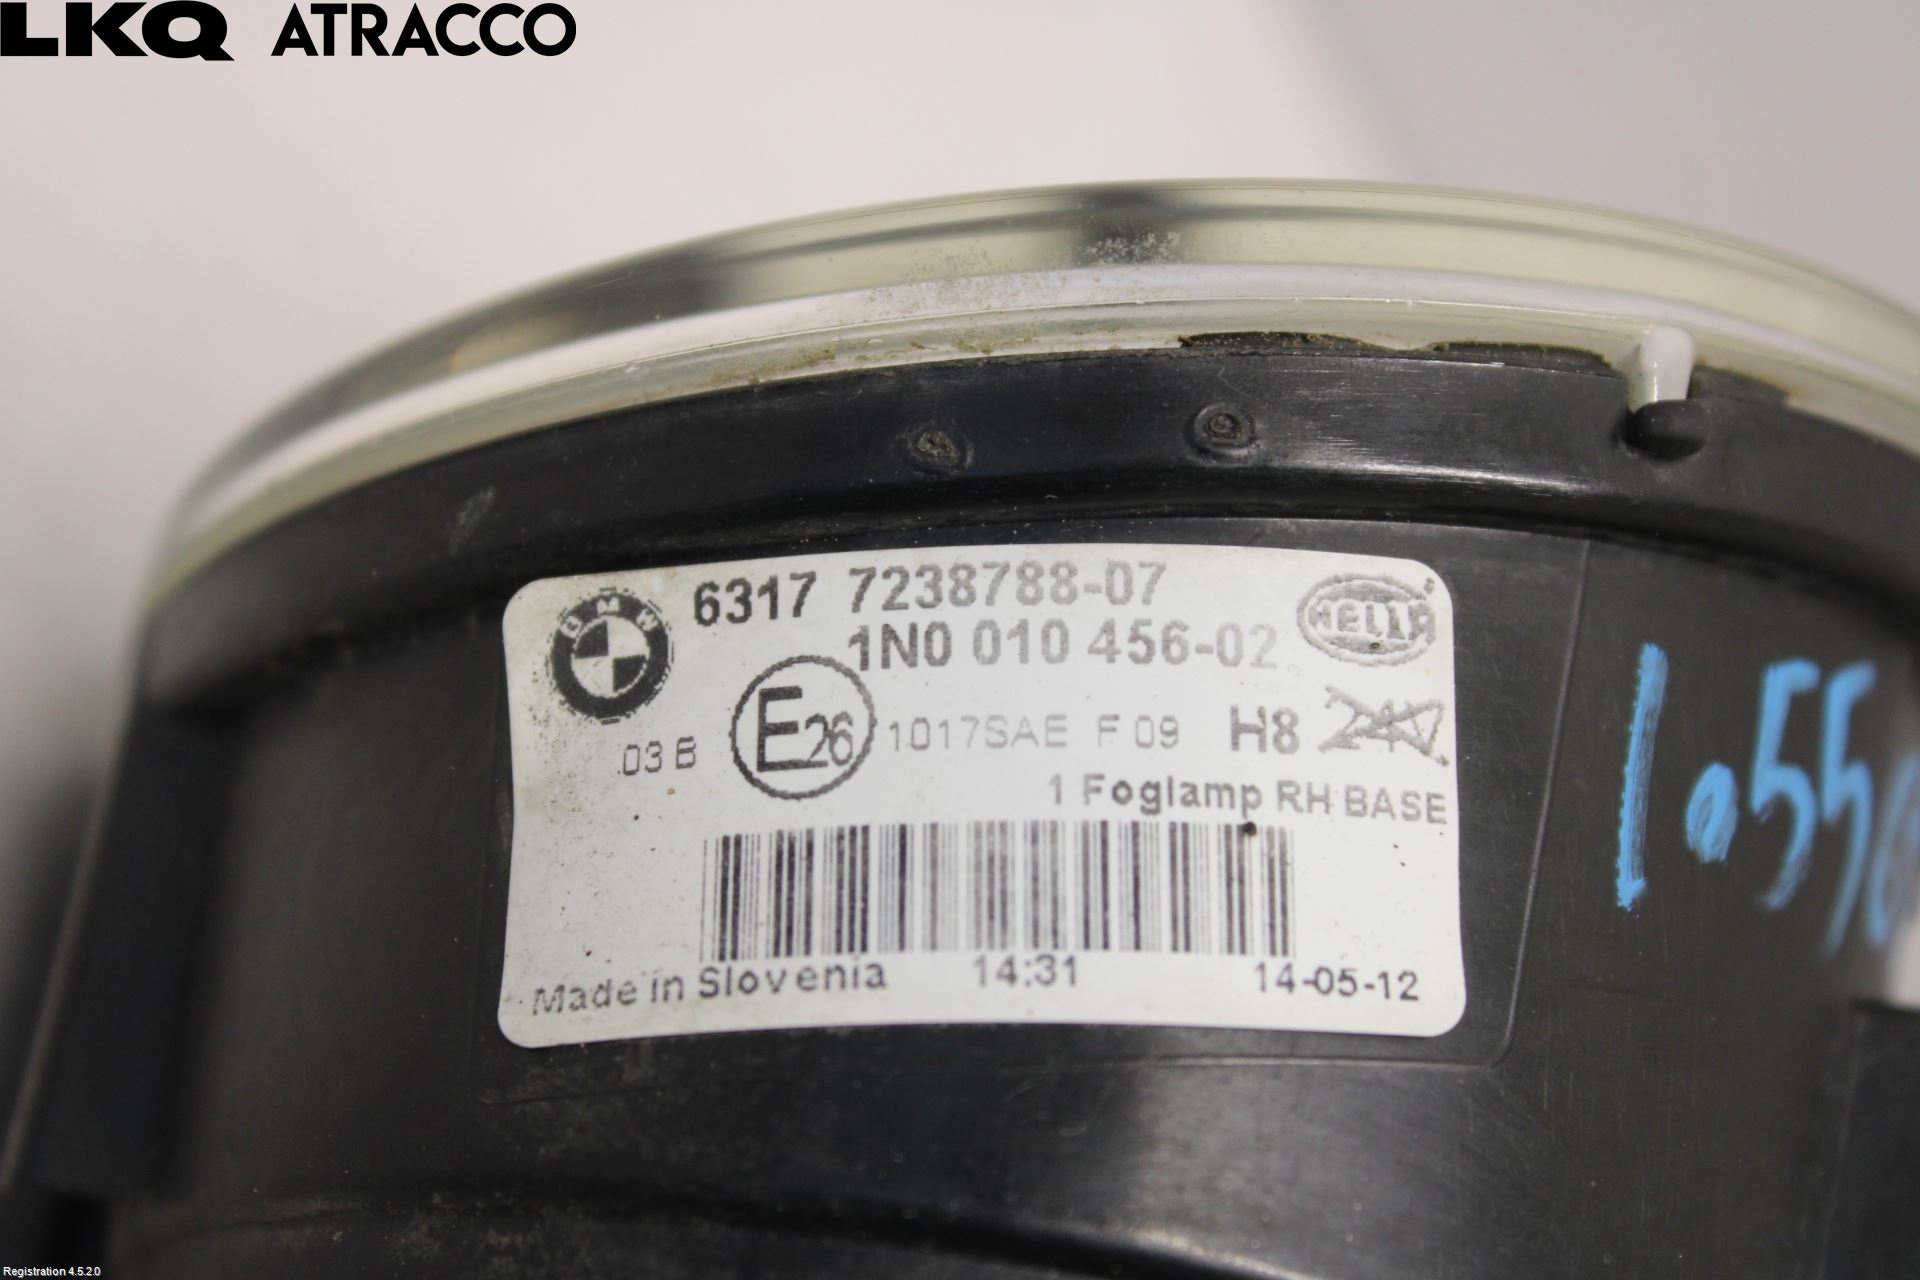 LKQ ATRACCO
BMW
6317 7238788-07
1N0 010 456-02
HELLA
03 B E26 1017SAE F 09 H8
1 Foglamp RH BASE
Made in Slovenia 14:31 14-05-12
Registration 4.5.2.0